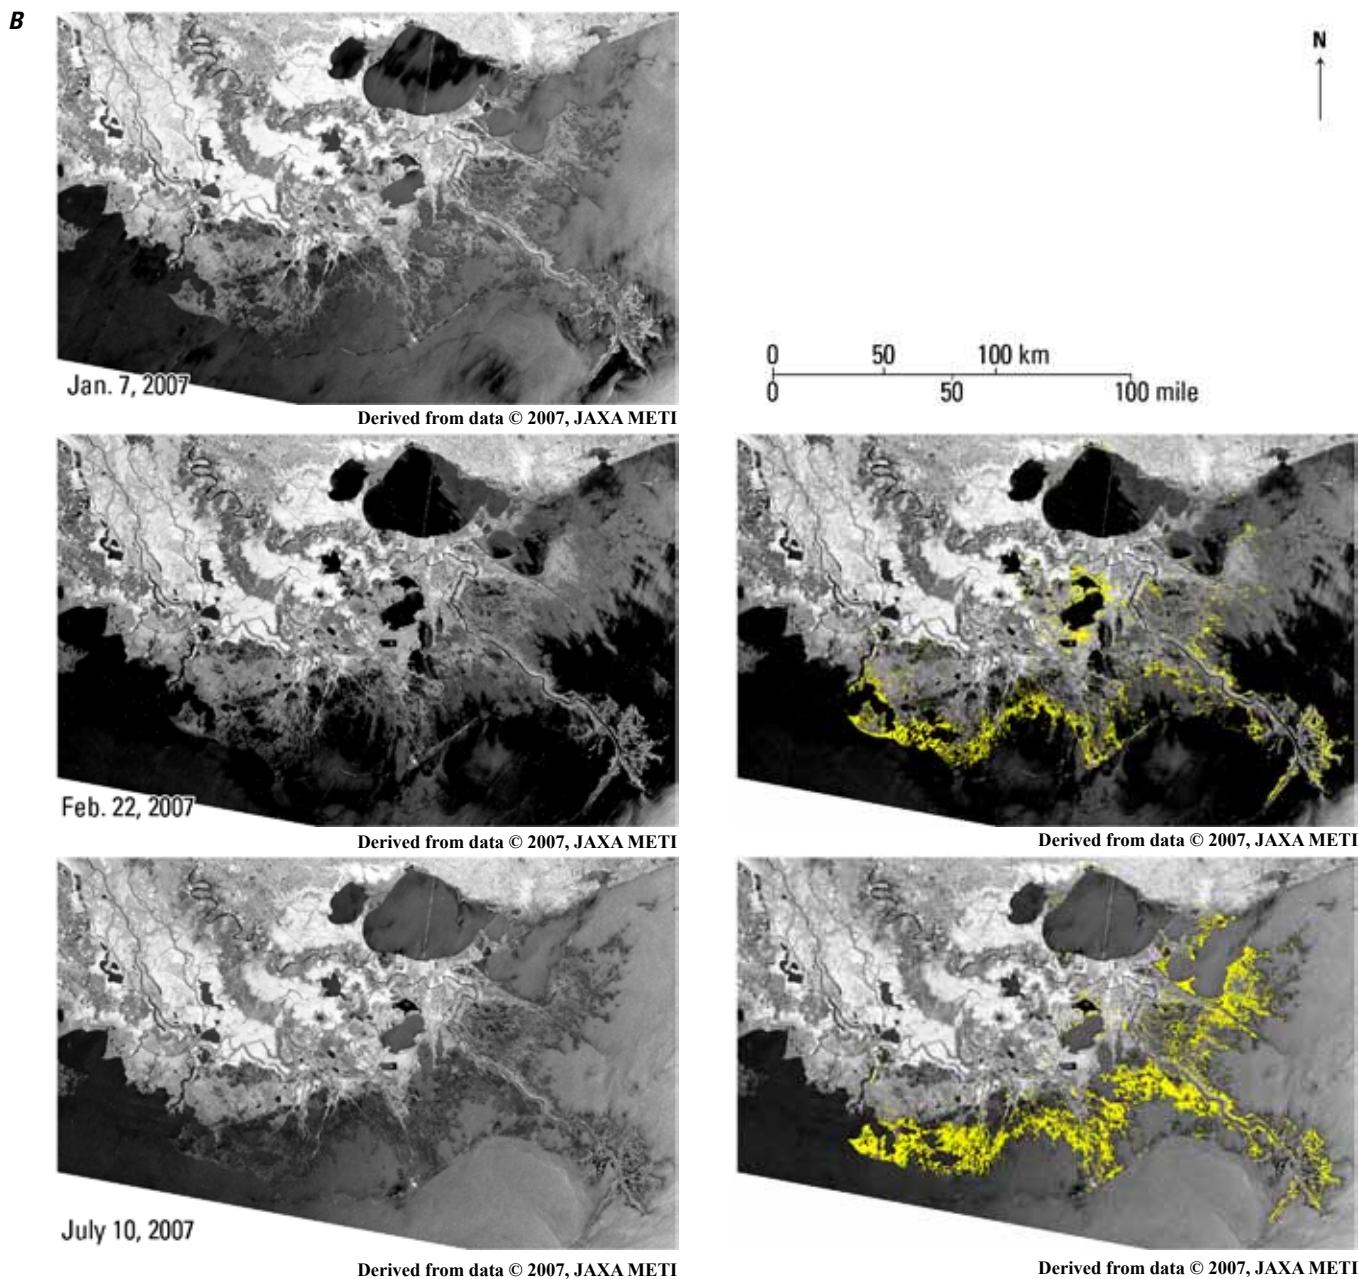 B
N
0 50 100 km
0 50 100 mile
Jan. 7, 2007
Derived from data © 2007, JAXA METI
Feb. 22, 2007
Derived from data © 2007, JAXA METI
Derived from data © 2007, JAXA METI
July 10, 2007
Derived from data © 2007, JAXA METI
Derived from data © 2007, JAXA METI